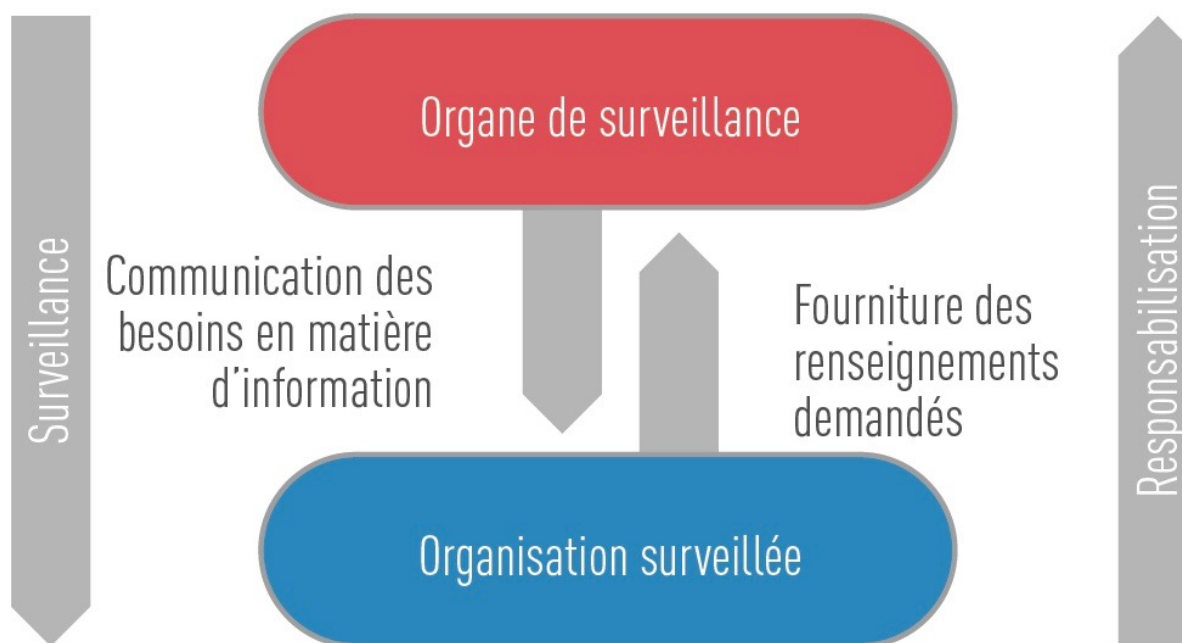 Organe de surveillance
Surveillance
Communication des
besoins en matière
d'information
Fourniture des
renseignements
demandés
Responsabilisation
Organisation surveillée